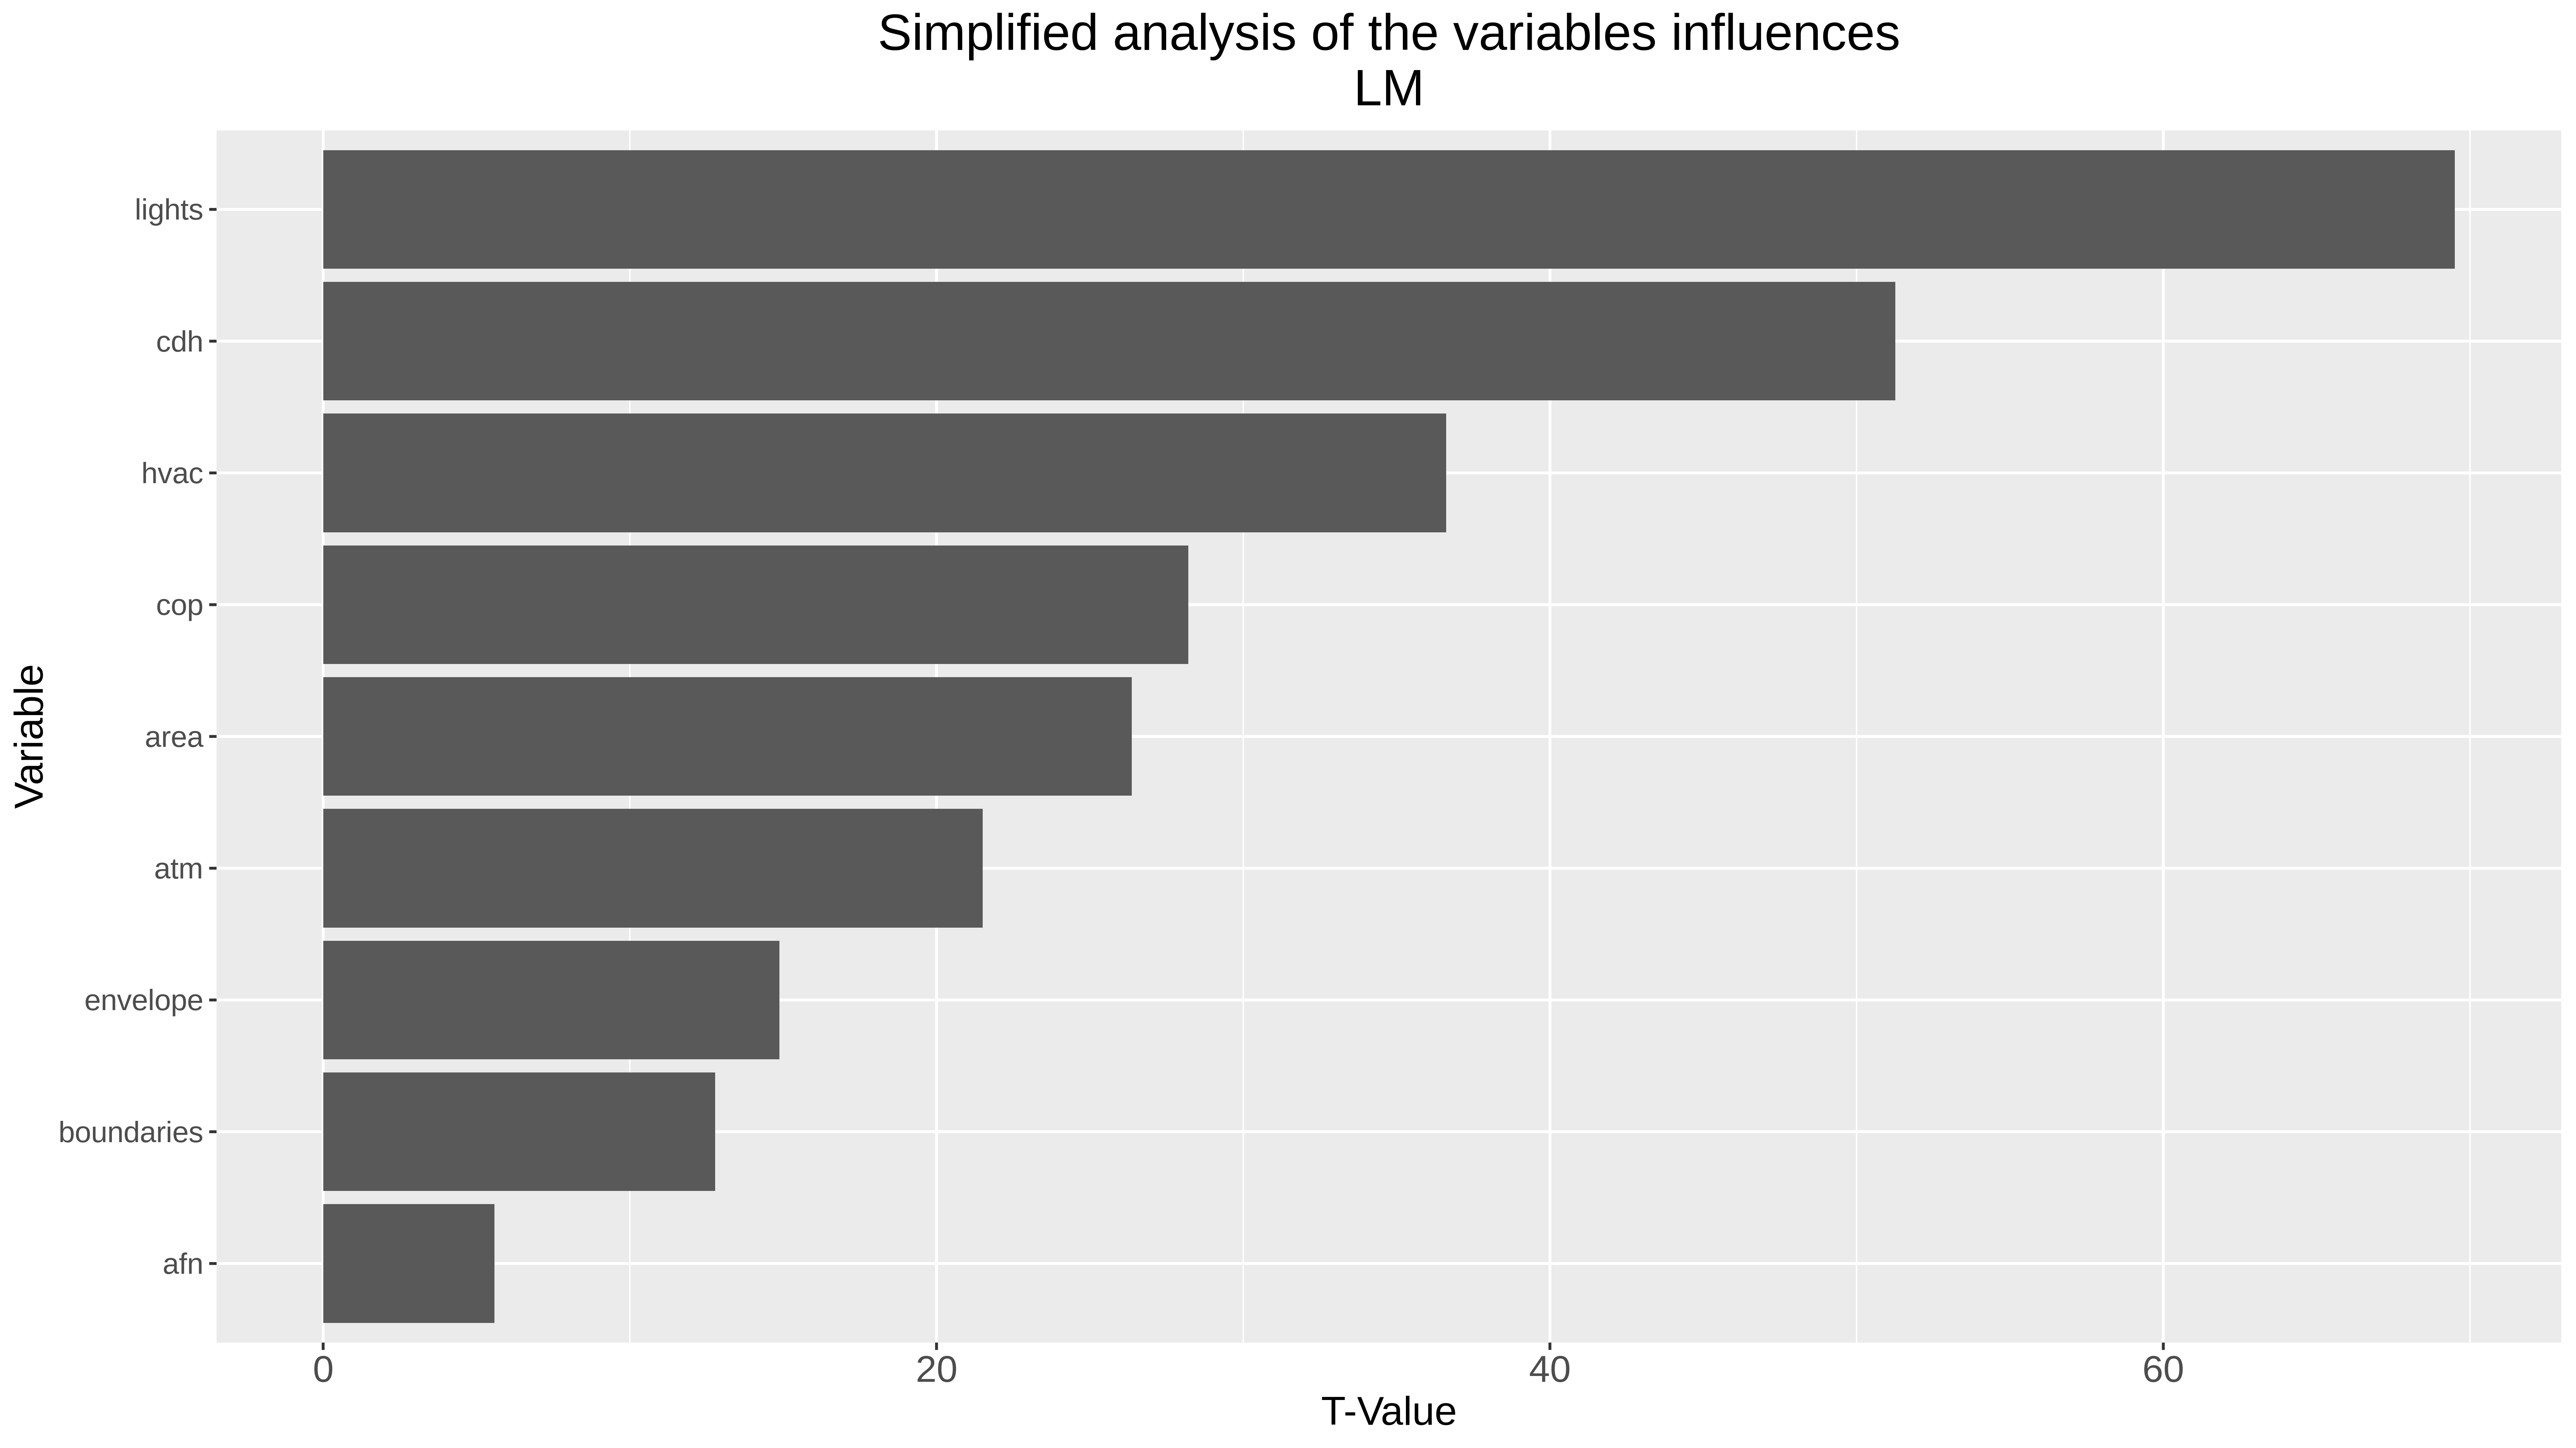 Simplified analysis of the variables influences
LM
Variable
lights
cdh
hvac
cop
area
atm
envelope
boundaries
afn
0 20 40 60
T-Value